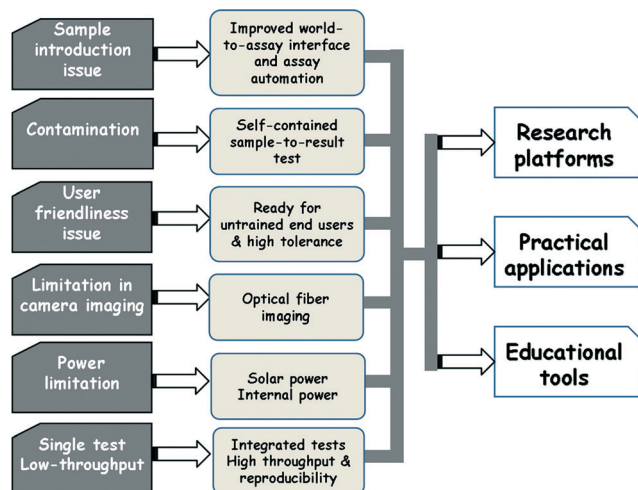 Sample
introduction
issue
Improved world-
to-assay interface
and assay
automation
Contamination
Self-contained
sample-to-result
test
User
friendliness
issue
Ready for
untrained end users
& high tolerance
Limitation in
camera imaging
Optical fiber
imaging
Power
limitation
Solar power
Internal power
Single test
Low-throughput
Integrated tests
High throughput &
reproducibility
Research
platforms
Practical
applications
Educational
tools